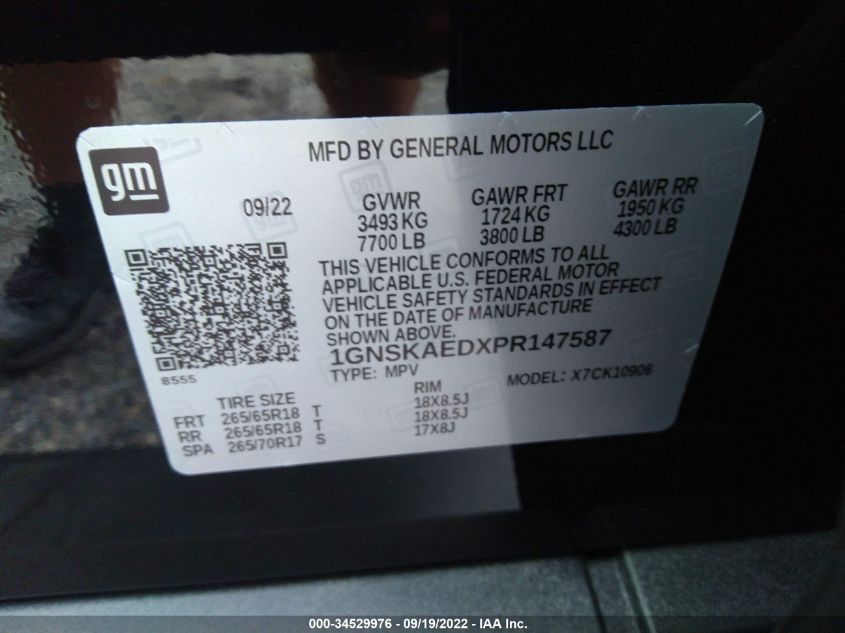 MFD BY GENERAL MOTORS LLC
gm
09/22
GVWR GAWR FRT GAWR RR
3493 KG 1724 KG 1950 KG
7700 LB 3800 LB 4300 LB
THIS VEHICLE CONFORMS TO ALL
APPLICABLE U.S. FEDERAL MOTOR
VEHICLE SAFETY STANDARDS IN EFFECT
ON THE DATE OF MANUFACTURE
SHOWN ABOVE.
1GNSKAEDXPR147587
8555
TYPE: MPV MODEL: X7CK10906
TIRE SIZE RIM
FRT 265/65R18 T 18X8.5J
RR 265/65R18 T 18X8.5J
SPA 265/70R17 S 17X8J
000-34529976 - 09/19/2022 - IAA Inc.